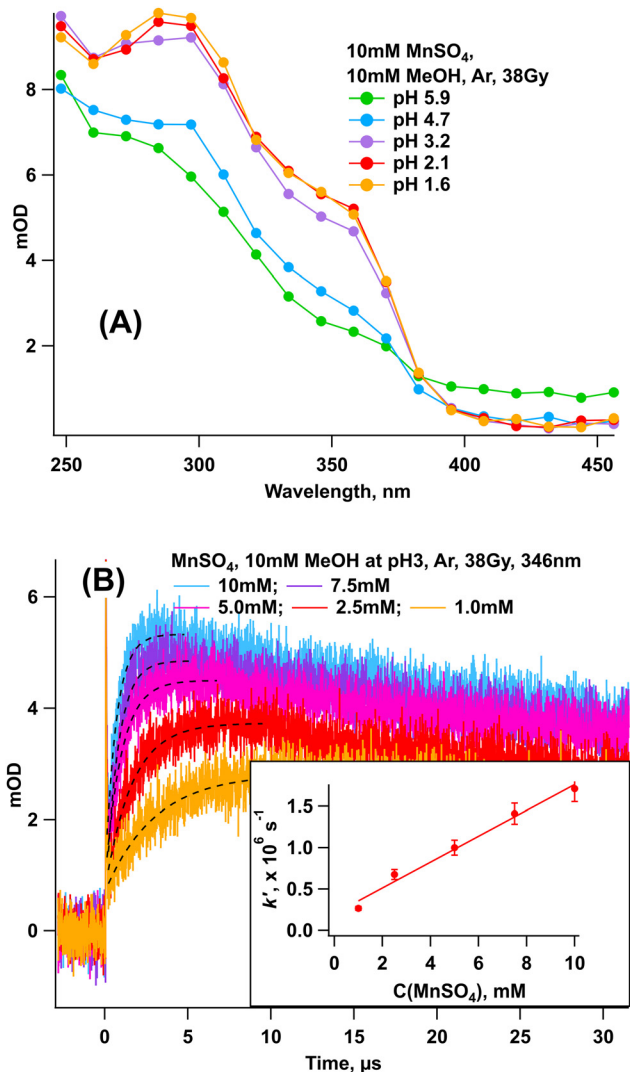 10mM MnSO4,
10mM MeOH, Ar, 38Gy
pH 5.9
pH 4.7
pH 3.2
pH 2.1
pH 1.6
8
6
4
2
mOD
(A)
250 300 350 400 450
Wavelength, nm
(B)
MnSO4, 10mM MeOH at pH3, Ar, 38Gy, 346nm
10mM; 7.5mM
5.0mM; 2.5mM; 1.0mM
6
4
2
0
mOD
1.5
1.0
0.5
0.0
k′, x 10⁶ s⁻¹
0 2 4 6 8 10
C(MnSO4), mM
0 5 10 15 20 25 30
Time, µs